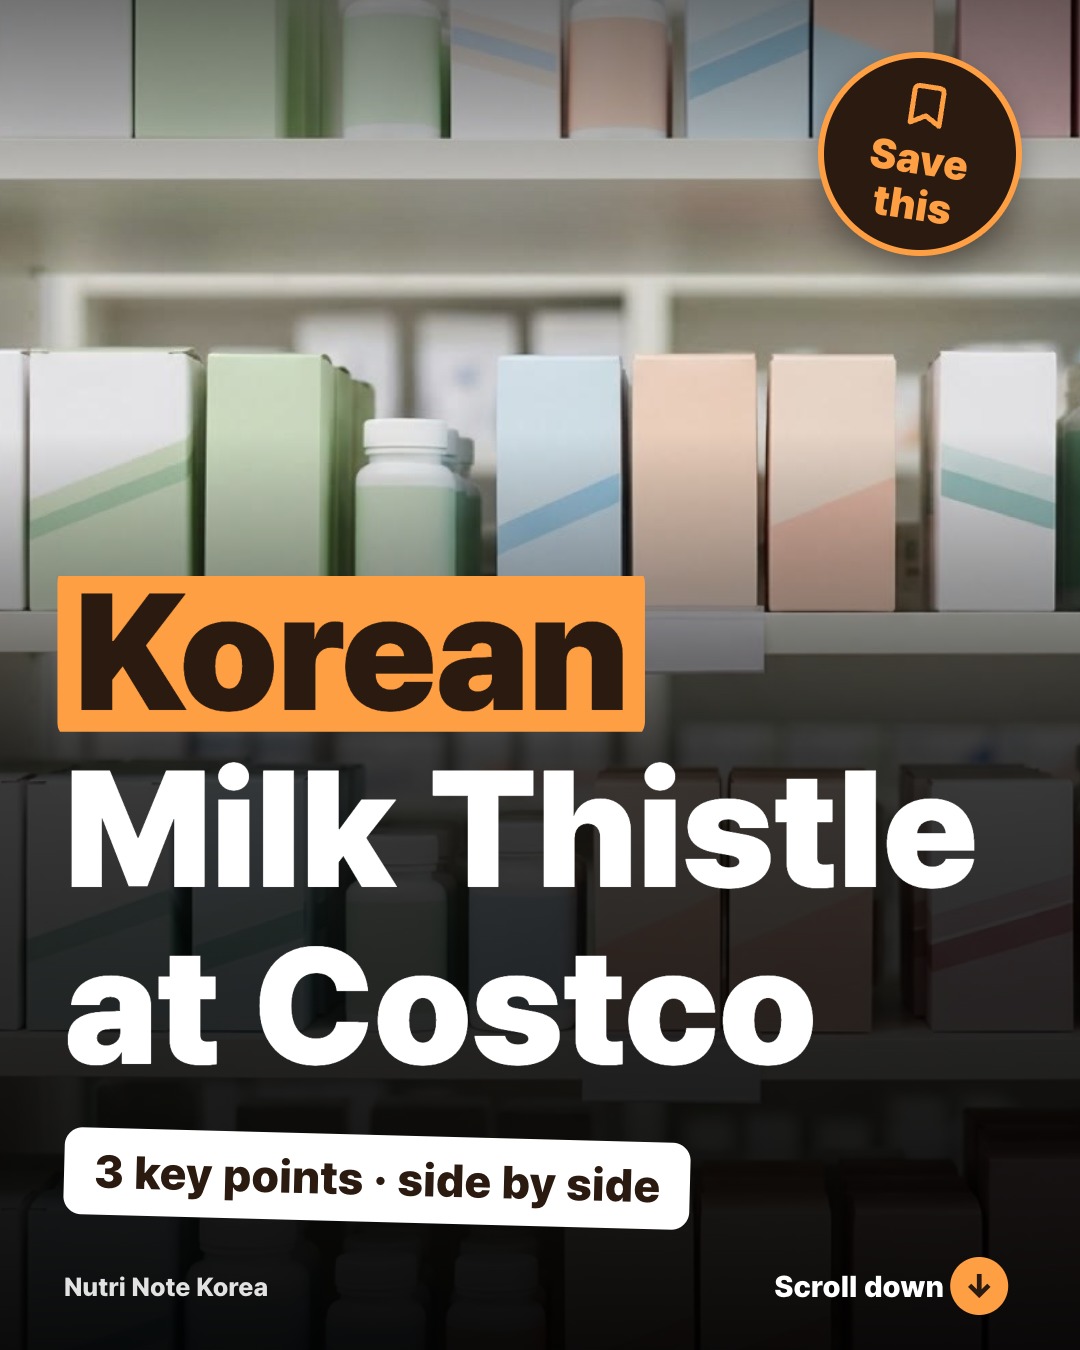 Save
this
Korean
Milk Thistle
at Costco
3 key points · side by side
Nutri Note Korea
Scroll down